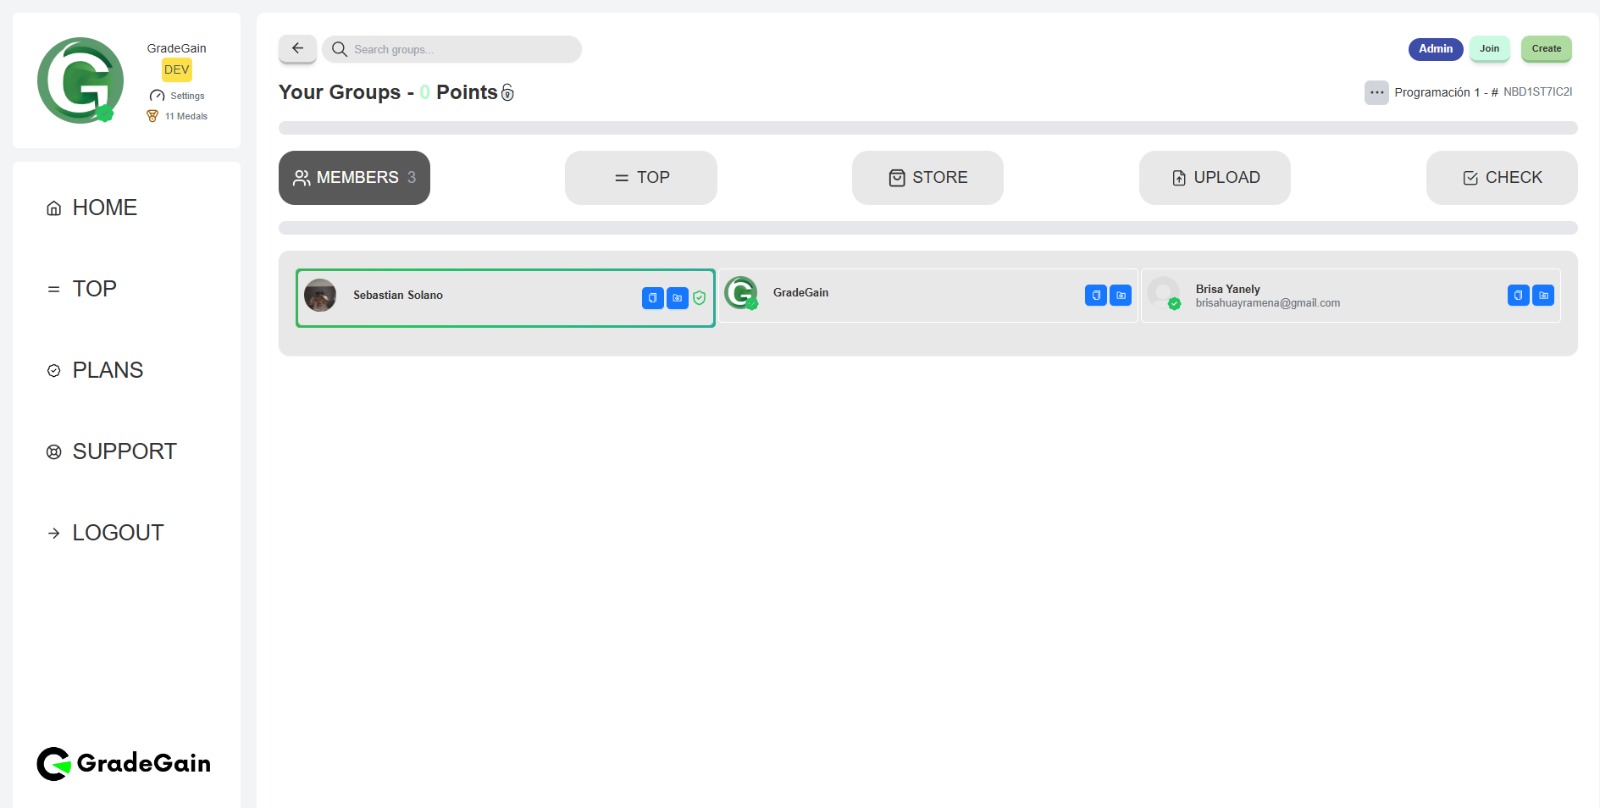 GradeGain
DEV
Settings
11 Medals
HOME
TOP
PLANS
SUPPORT
LOGOUT
GradeGain
Search groups...
Admin
Join
Create
Your Groups - 0 Points
... Programación 1 - # NBD1ST7IC2I
MEMBERS 3
TOP
STORE
UPLOAD
CHECK
Sebastian Solano
GradeGain
Brisa Yanely
brisahuayramena@gmail.com